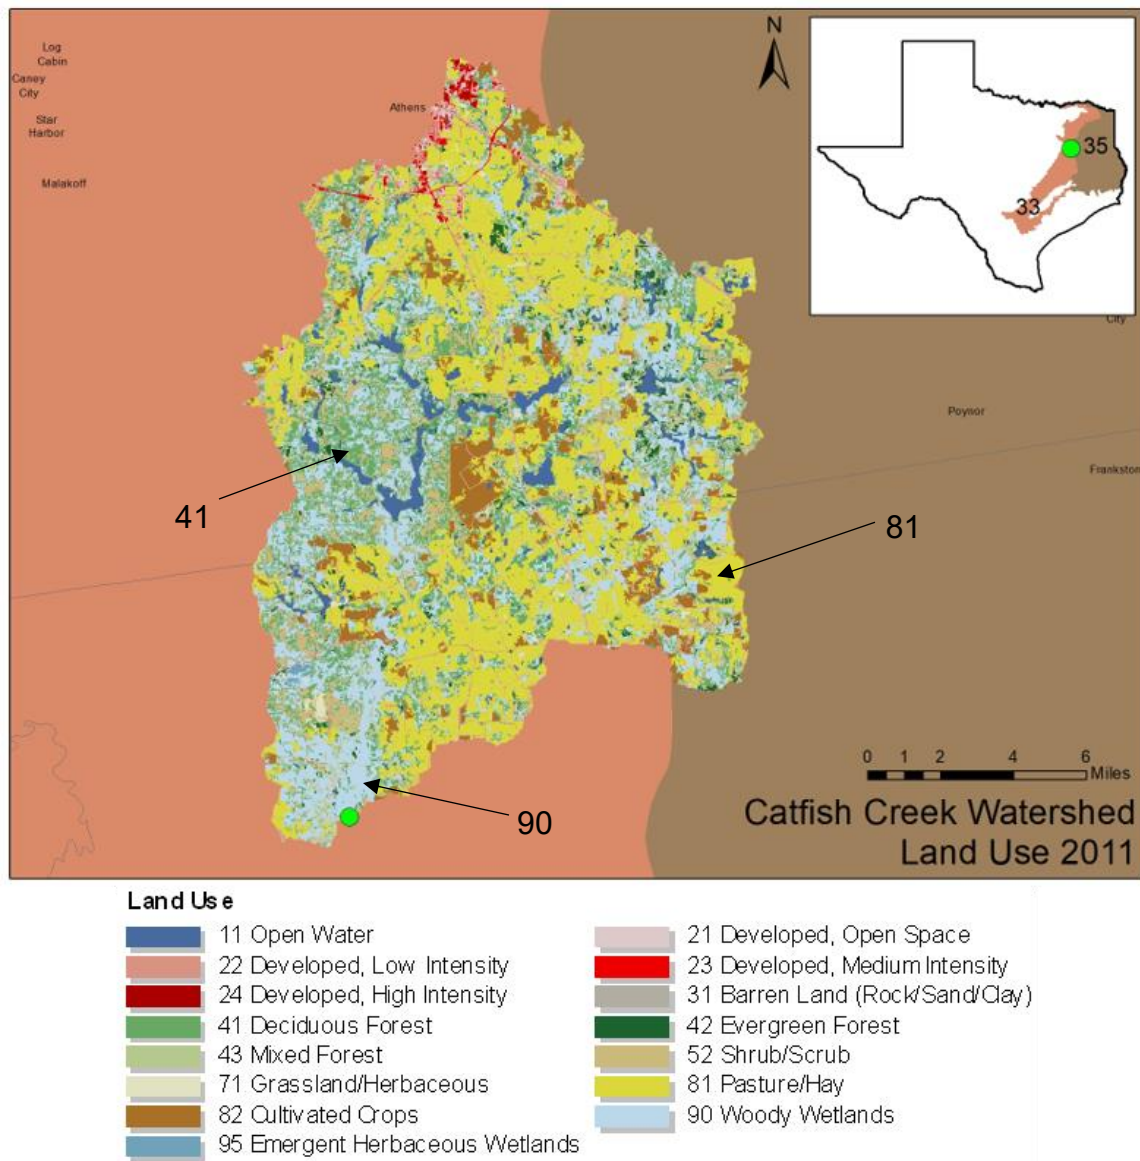 Log
Cabin
Caney
City
Star
Harbor
Malakoff
Athens
N
35
33
City
Poynor
Frankston
41
81
90
0 1 2 4 6
Miles
Catfish Creek Watershed
Land Use 2011
Land Use
11 Open Water
21 Developed, Open Space
22 Developed, Low Intensity
23 Developed, Medium Intensity
24 Developed, High Intensity
31 Barren Land (Rock/Sand/Clay)
41 Deciduous Forest
42 Evergreen Forest
43 Mixed Forest
52 Shrub/Scrub
71 Grassland/Herbaceous
81 Pasture/Hay
82 Cultivated Crops
90 Woody Wetlands
95 Emergent Herbaceous Wetlands